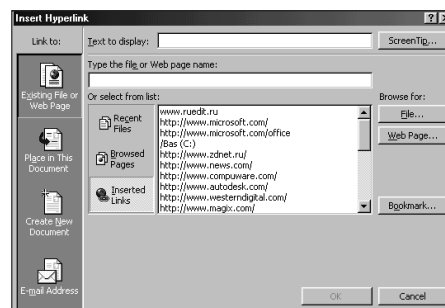 Insert Hyperlink
Link to:
Text to display:
ScreenTip...
Type the file or Web page name:
Existing File or
Web Page
Or select from list:
Browse for:
Recent
Files
www.ruedit.ru
http://www.microsoft.com/
http://www.microsoft.com/office
/Bas (C:)
http://www.zdnet.ru/
http://www.news.com/
http://www.compuware.com/
http://www.autodesk.com/
http://www.westerndigital.com/
http://www.magix.com/
File...
Place in This
Document
Browsed
Pages
Web Page...
Inserted
Links
Bookmark...
Create New
Document
E-mail Address
OK
Cancel